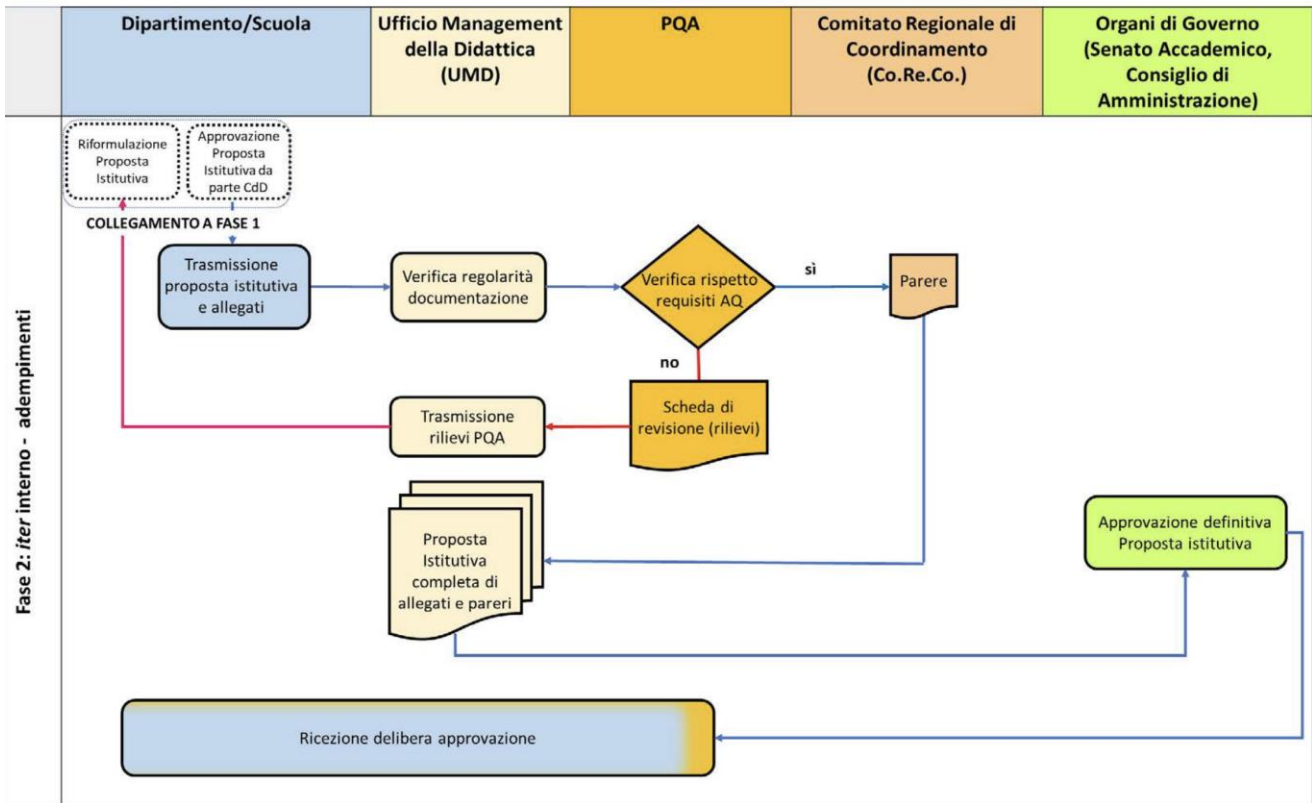 Dipartimento/Scuola
Ufficio Management
della Didattica
(UMD)
PQA
Comitato Regionale di
Coordinamento
(Co.Re.Co.)
Organi di Governo
(Senato Accademico,
Consiglio di
Amministrazione)
Fase 2: iter interno - adempimenti
Riformulazione
Proposta
Istitutiva
Approvazione
Proposta
Istitutiva da
parte CdD
COLLEGAMENTO A FASE 1
Trasmissione
proposta istitutiva
e allegati
Verifica regolarità
documentazione
Verifica rispetto
requisiti AQ
sì
Parere
no
Scheda di
revisione (rilievi)
Trasmissione
rilievi PQA
Proposta
Istitutiva
completa di
allegati e pareri
Approvazione definitiva
Proposta istitutiva
Ricezione delibera approvazione